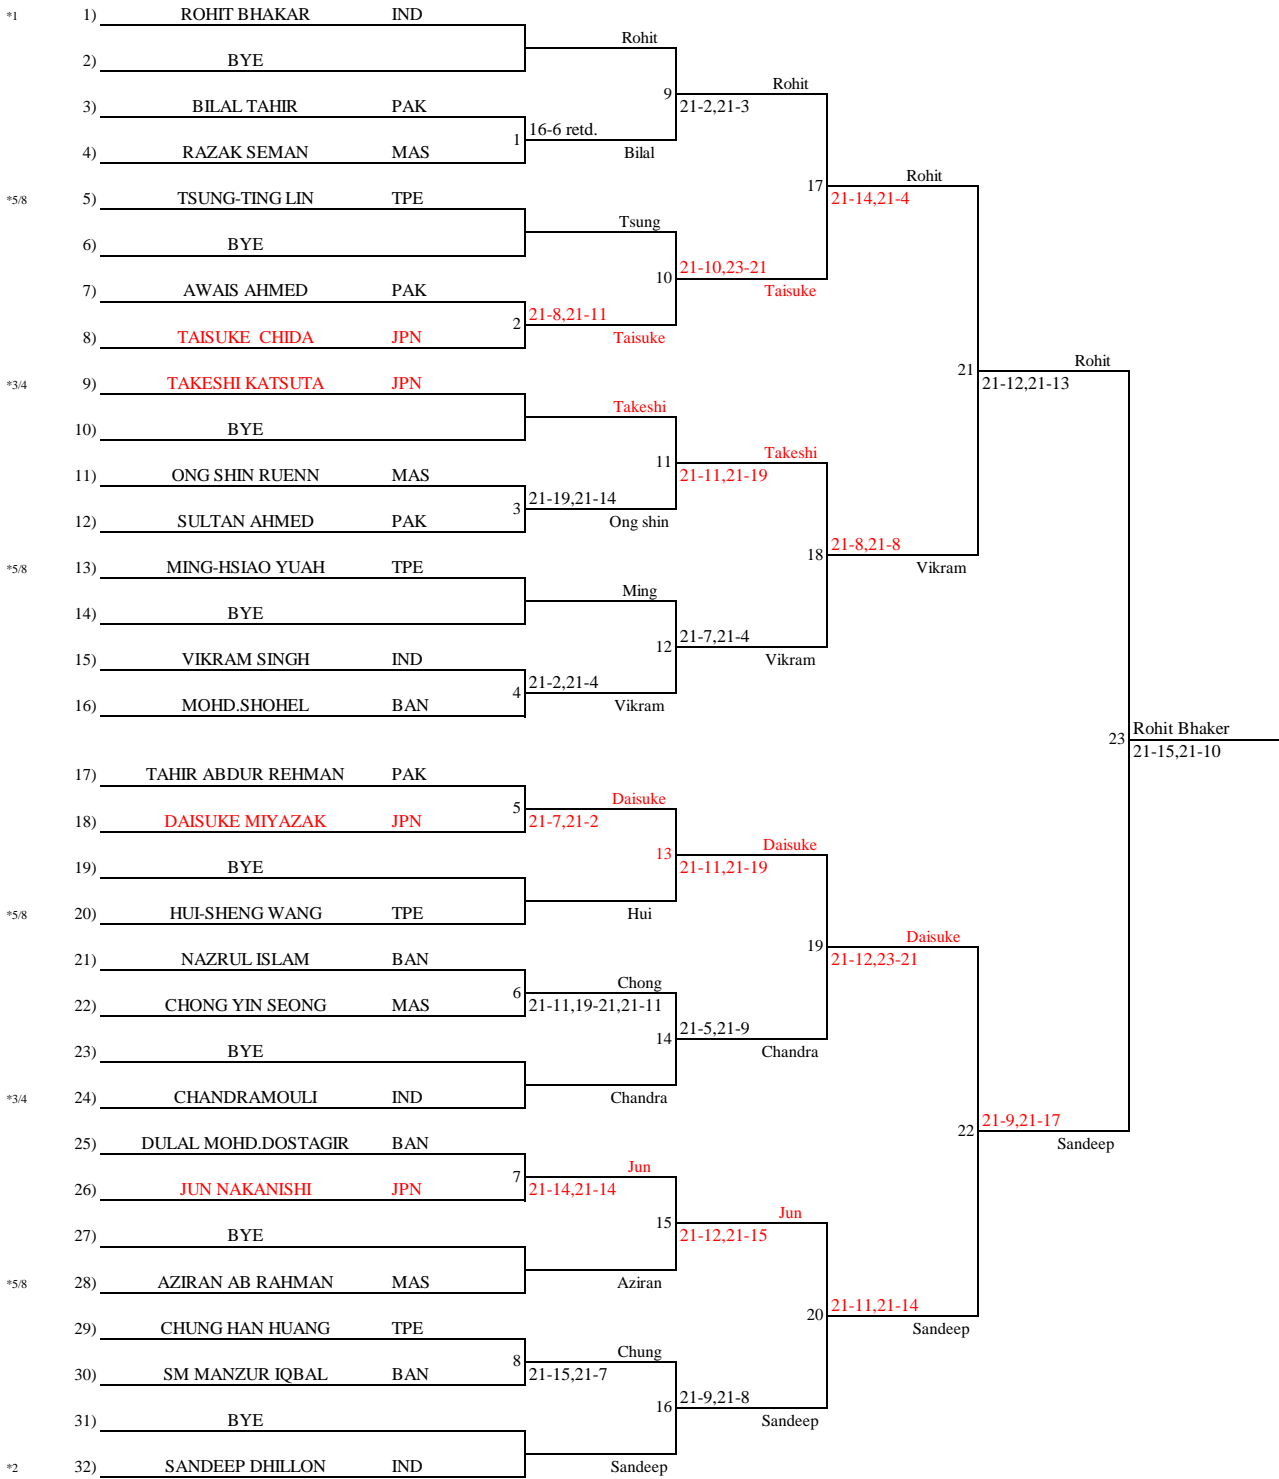 *1 1) ROHIT BHAKAR IND
Rohit
2) BYE
Rohit
9 21-2,21-3
3) BILAL TAHIR PAK
16-6 retd.
1 Bilal
4) RAZAK SEMAN MAS
Rohit
17 21-14,21-4
*5/8 5) TSUNG-TING LIN TPE
Tsung
6) BYE
10 21-10,23-21
Taisuke
7) AWAIS AHMED PAK
2 21-8,21-11
Taisuke
8) TAISUKE CHIDA JPN
Rohit
21 21-12,21-13
*3/4 9) TAKESHI KATSUTA JPN
Takeshi
10) BYE
Takeshi
11 21-11,21-19
11) ONG SHIN RUENN MAS
3 21-19,21-14
Ong shin
12) SULTAN AHMED PAK
18 21-8,21-8
Vikram
*5/8 13) MING-HSIAO YUAH TPE
Ming
14) BYE
12 21-7,21-4
Vikram
15) VIKRAM SINGH IND
4 21-2,21-4
Vikram
16) MOHD.SHOHEL BAN
Rohit Bhaker
23 21-15,21-10
17) TAHIR ABDUR REHMAN PAK
5 Daisuke
21-7,21-2
18) DAISUKE MIYAZAK JPN
Daisuke
13 21-11,21-19
19) BYE
Hui
*5/8 20) HUI-SHENG WANG TPE
Daisuke
19 21-12,23-21
21) NAZRUL ISLAM BAN
Chong
6 21-11,19-21,21-11
22) CHONG YIN SEONG MAS
14 21-5,21-9
Chandra
23) BYE
Chandra
*3/4 24) CHANDRAMOULI IND
22 21-9,21-17
Sandeep
25) DULAL MOHD.DOSTAGIR BAN
Jun
7 21-14,21-14
26) JUN NAKANISHI JPN
Jun
15 21-12,21-15
27) BYE
Aziran
*5/8 28) AZIRAN AB RAHMAN MAS
20 21-11,21-14
Sandeep
29) CHUNG HAN HUANG TPE
Chung
8 21-15,21-7
30) SM MANZUR IQBAL BAN
16 21-9,21-8
Sandeep
31) BYE
Sandeep
*2 32) SANDEEP DHILLON IND